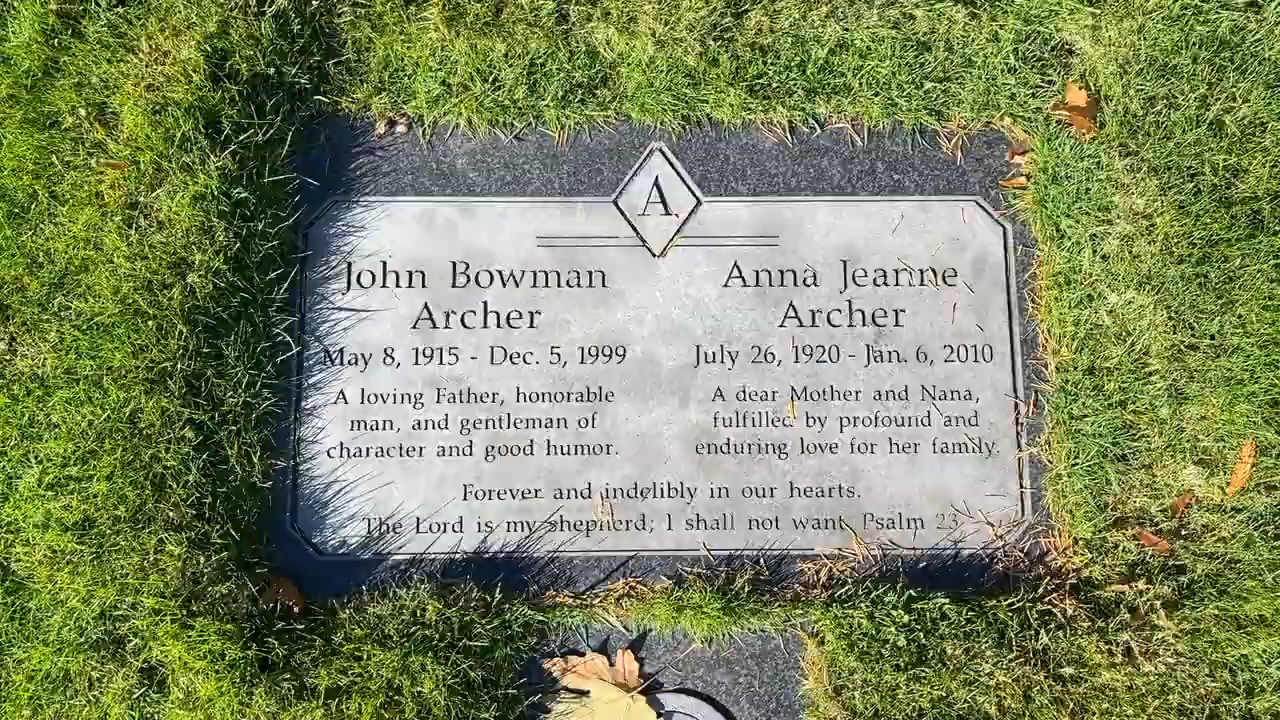 A
John Bowman
Archer
May 8, 1915 - Dec. 5, 1999
A loving Father, honorable
man, and gentleman of
character and good humor.
Anna Jeanne
Archer
July 26, 1920 - Jan. 6, 2010
A dear Mother and Nana,
fulfilled by profound and
enduring love for her family.
Forever and indelibly in our hearts.
The Lord is my shepherd; I shall not want. Psalm 23